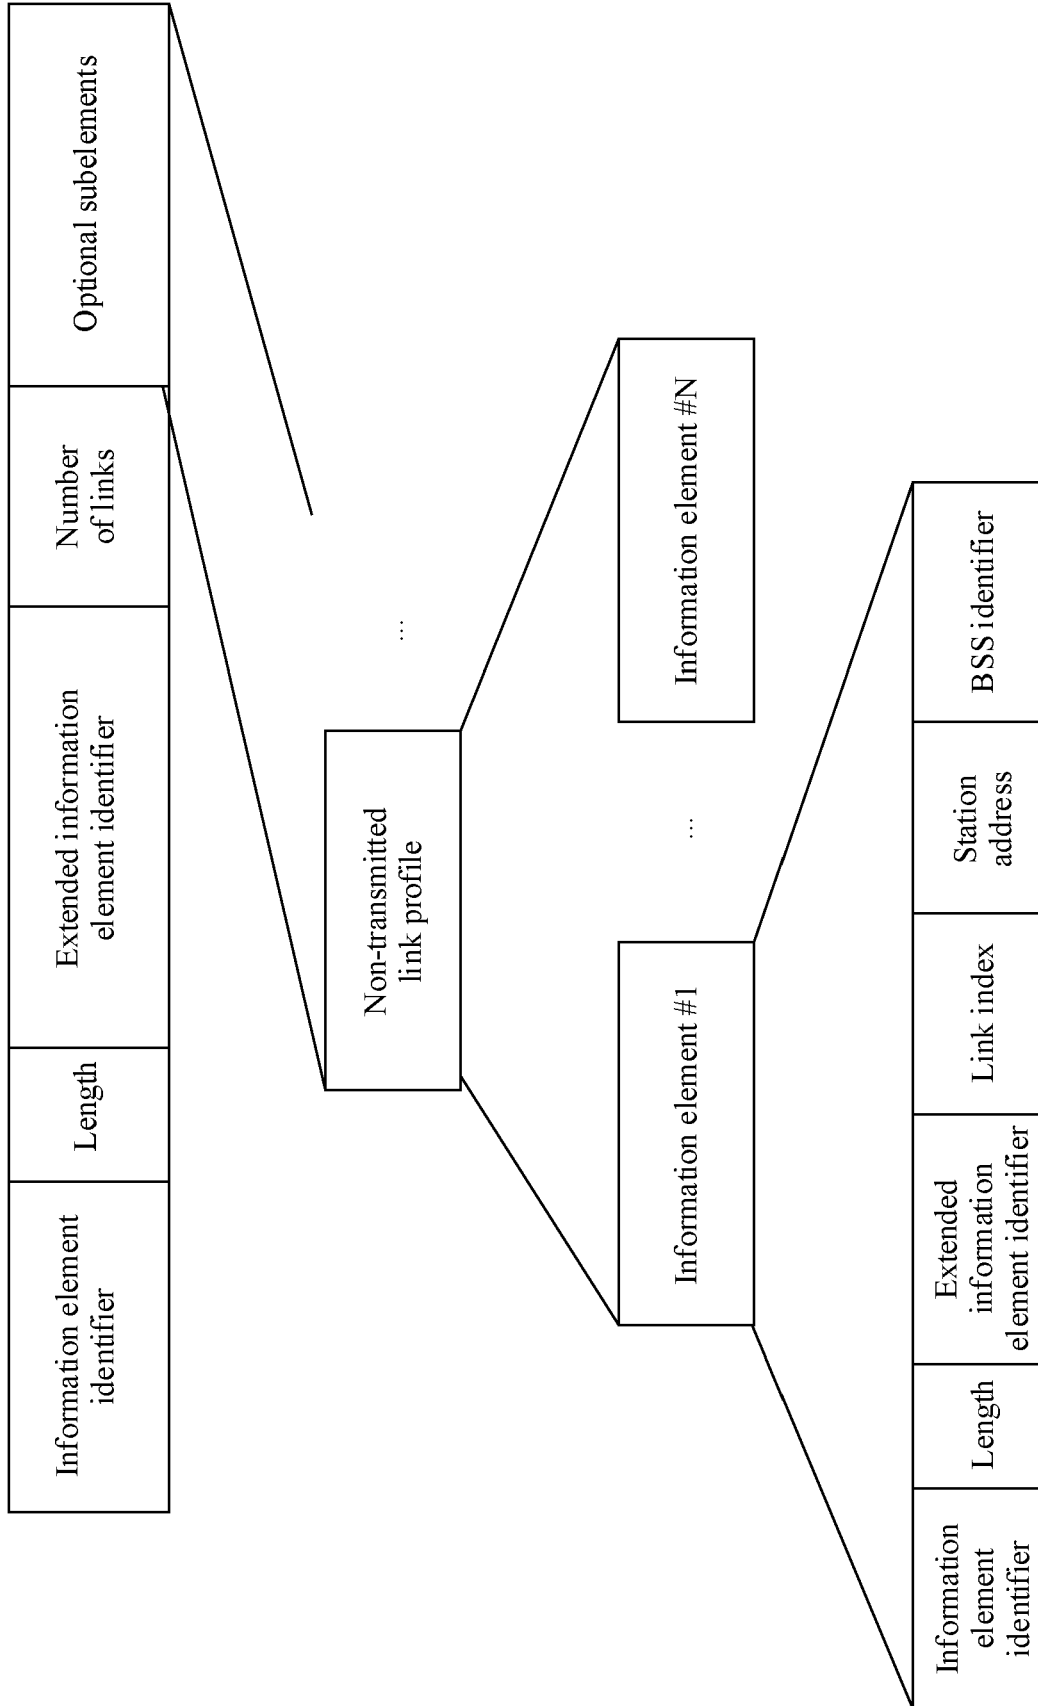 Information element
identifier
Length
Extended information
element identifier
Number
of links
Optional subelements
Non-transmitted
link profile
...
Information element #1
...
Information element #N
Information
element
identifier
Length
Extended
information
element identifier
Link index
Station
address
BSS identifier